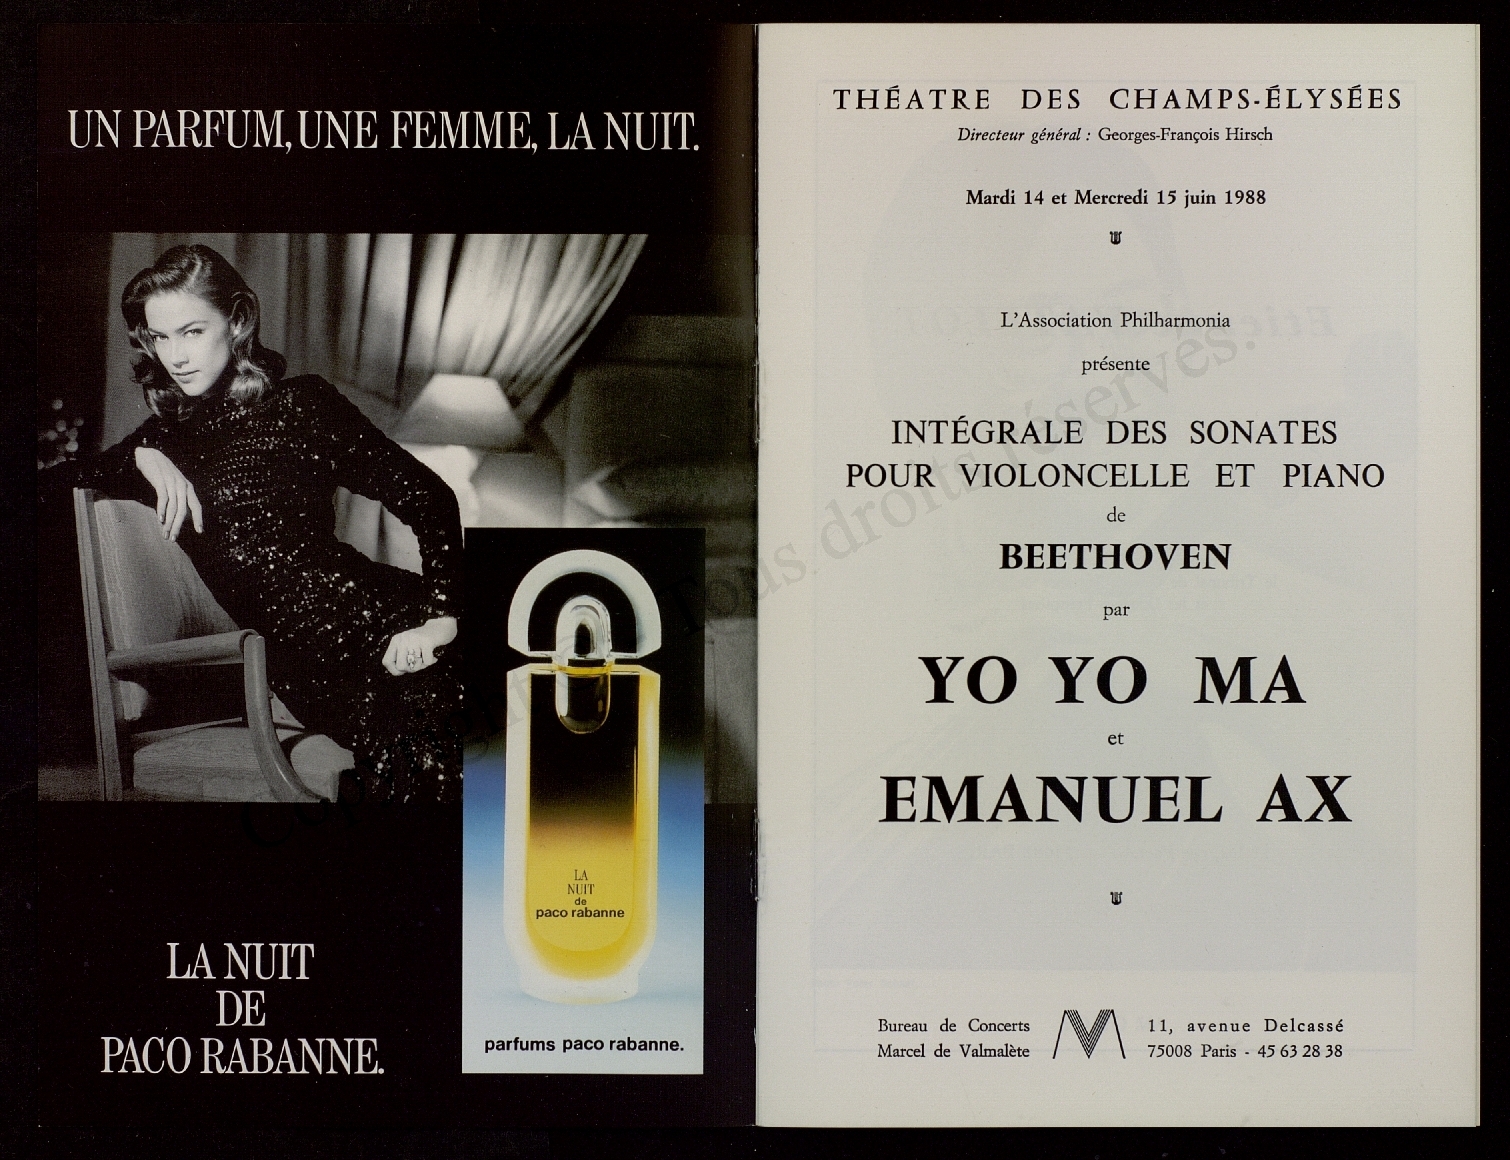 UN PARFUM, UNE FEMME, LA NUIT.
LA
NUIT
de
paco rabanne
parfums paco rabanne.
LA NUIT
DE
PACO RABANNE.
THÉATRE DES CHAMPS-ÉLYSÉES
Directeur général : Georges-François Hirsch
Mardi 14 et Mercredi 15 juin 1988
L'Association Philharmonia
présente
INTÉGRALE DES SONATES
POUR VIOLONCELLE ET PIANO
de
BEETHOVEN
par
YO YO MA
et
EMANUEL AX
Bureau de Concerts
Marcel de Valmalète
11, avenue Delcassé
75008 Paris - 45 63 28 38
Tous droits réservés.